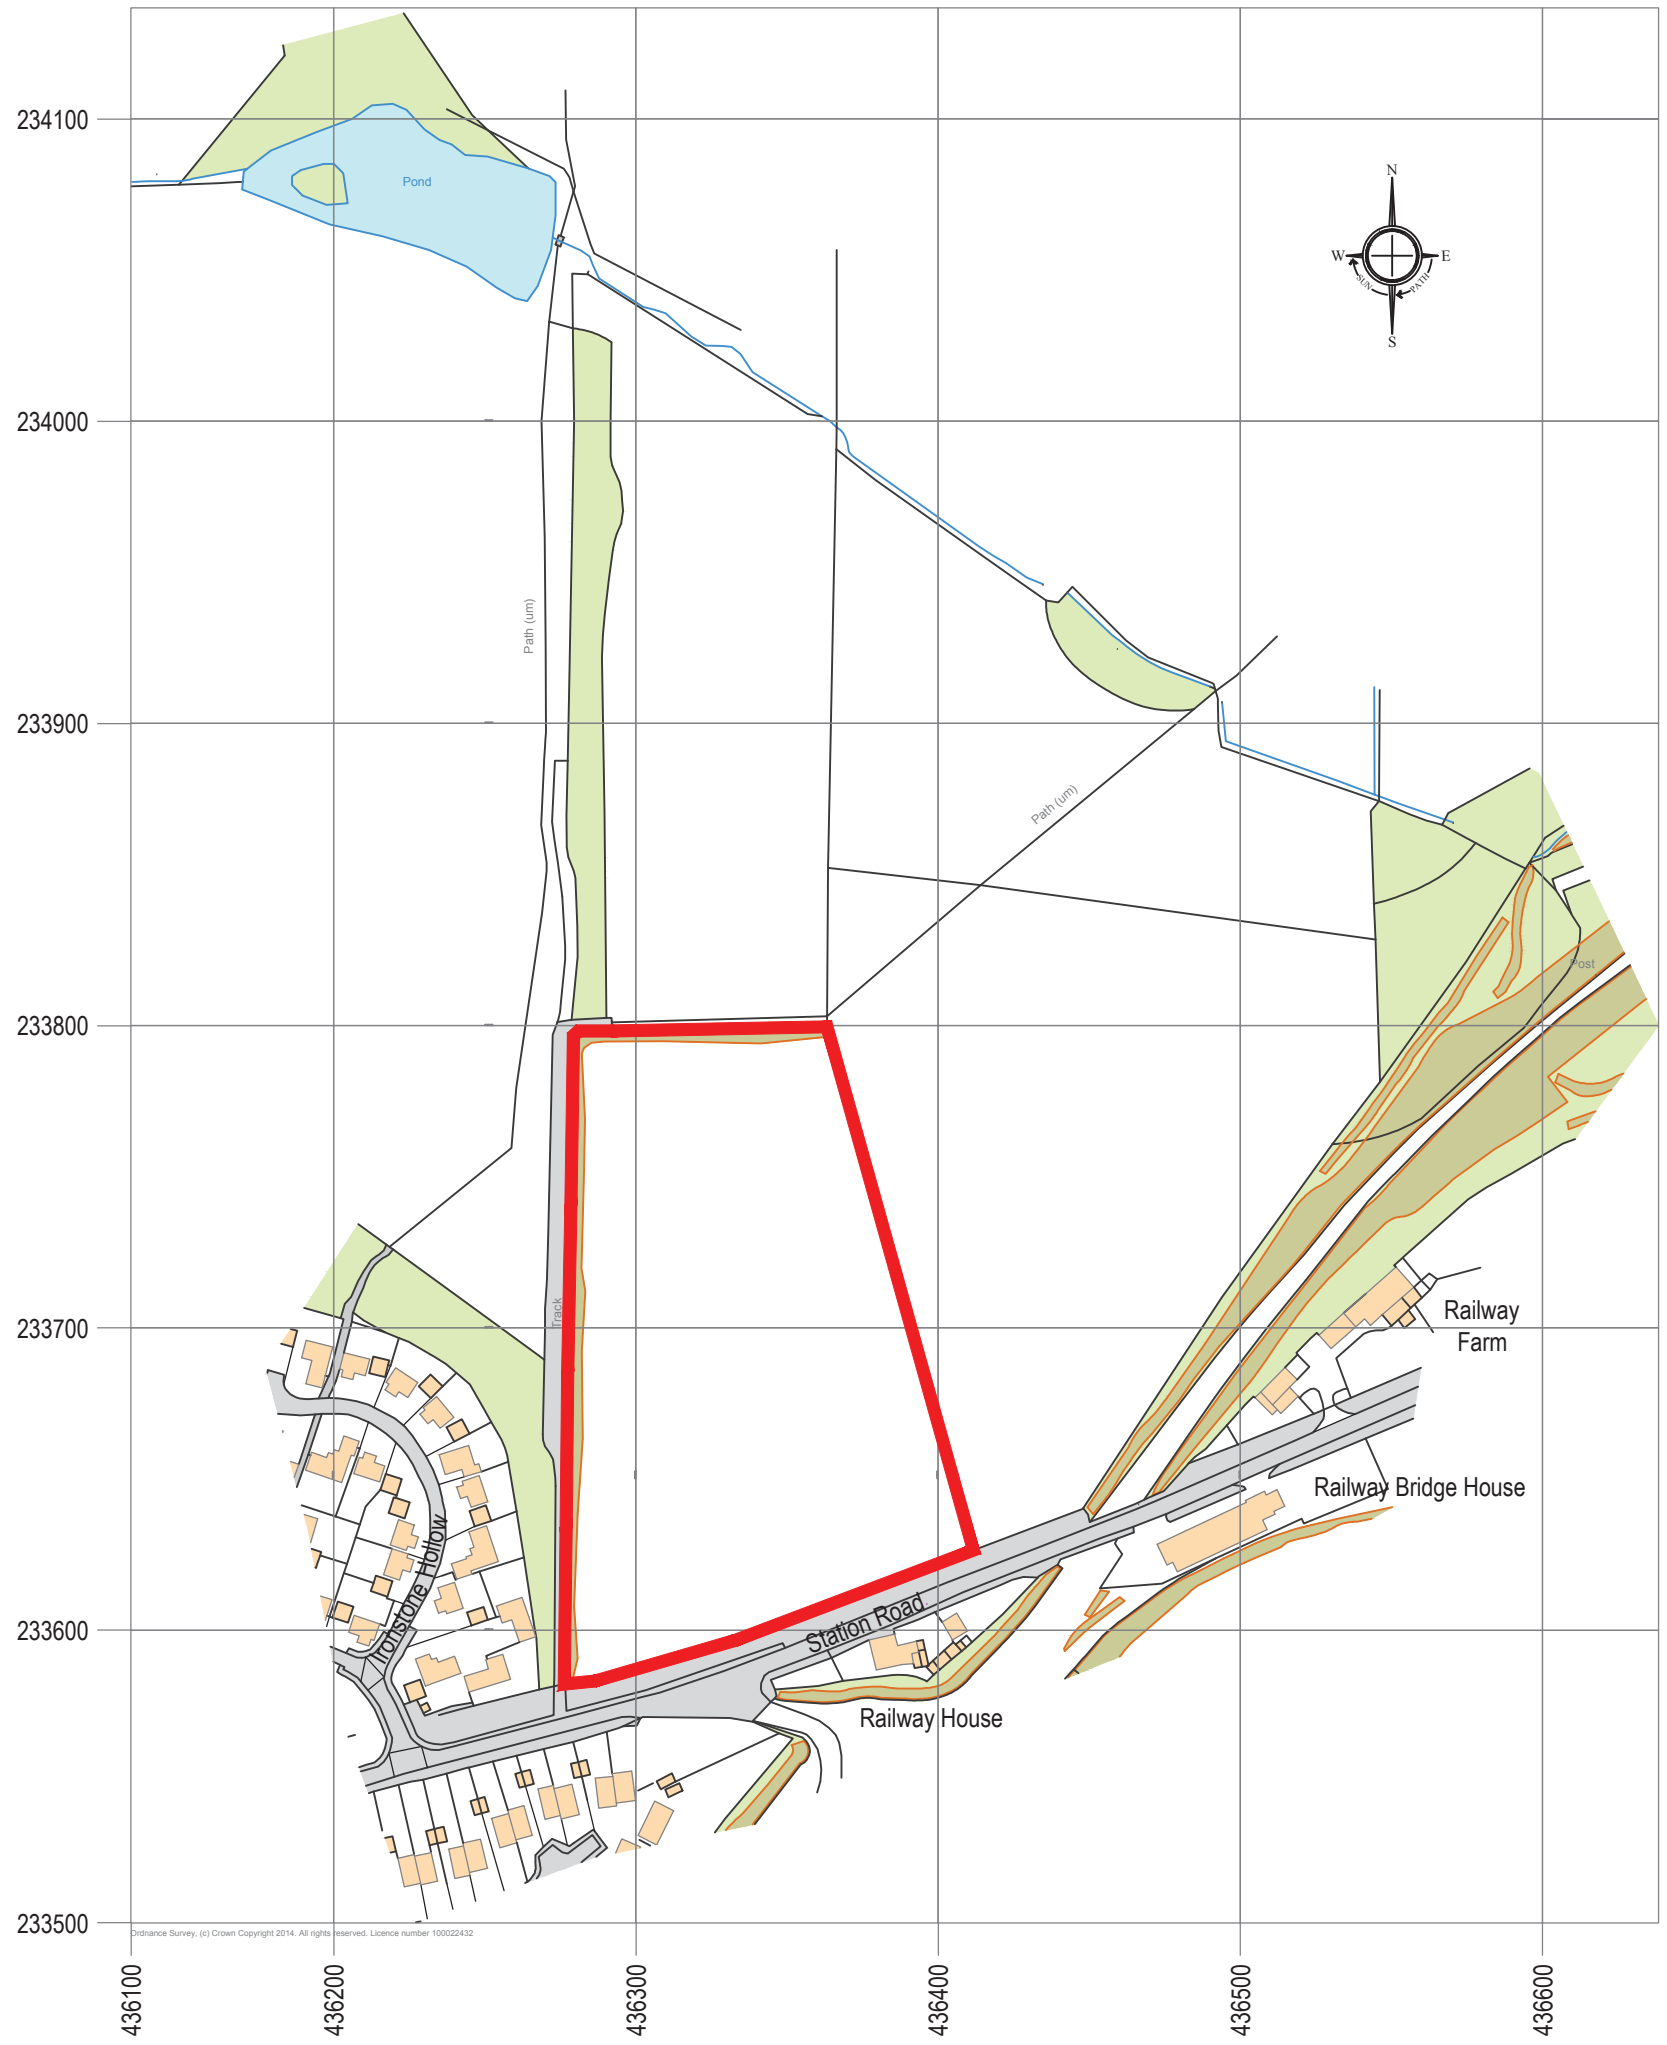 234100
Pond
N
W
E
SUN
PATH
S
234000
Path (um)
233900
Path (um)
Post
233800
Track
233700
Railway
Farm
Railway Bridge House
Ironstone Hollow
233600
Station Road
Railway House
233500
Ordnance Survey, (c) Crown Copyright 2014. All rights reserved. Licence number 100022432
436100
436200
436300
436400
436500
436600